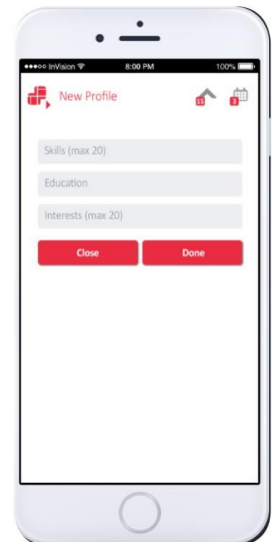 InVision 8:00 PM 100%
New Profile 15 3
Skills (max 20)
Education
Interests (max 20)
Close Done